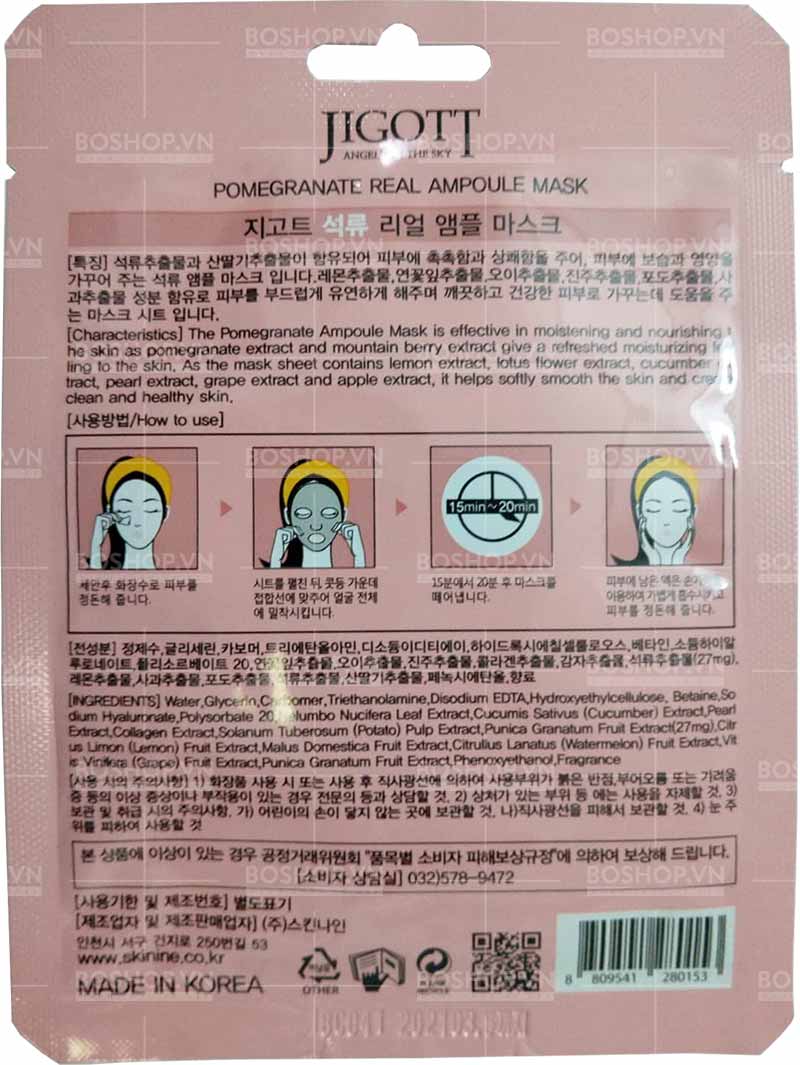 JIGOTT
POMEGRANATE REAL AMPOULE MASK
지고트 석류 리얼 앰플 마스크
[특징] 석류추출물과 산딸기추출물이 함유되어 피부에 촉촉함과 상쾌함을 주어, 피부에 보습과 영양을
가꾸어 주는 석류 앰플 마스크 입니다.레몬추출물,연꽃잎추출물,오이추출물,진주추출물,포도추출물,사
과추출물 성분 함유로 피부를 부드럽게 유연하게 해주며 깨끗하고 건강한 피부로 가꾸는데 도움을 주
는 마스크 시트 입니다.
[Characteristics] The Pomegranate Ampoule Mask is effective in moistening and nourishing t
he skin as pomegranate extract and mountain berry extract give a refreshed moisturizing
ling to the skin. As the mask sheet contains lemon extract, lotus flower extract, cucumber
tract, pearl extract, grape extract and apple extract, it helps softly smooth the skin and
clean and healthy skin.
[사용방법/How to use]
15min~20min
세안후 화장수로 피부를
정돈해 줍니다.
시트를 펼친 뒤, 콧등 가운데
접합선에 맞추어 얼굴 전체
에 밀착시킵니다.
15분에서 20분 후 마스크를
떼어냅니다.
피부에 남은 액은 손
이용하여 가볍게 흡수시키고
피부를 정돈해 줍니다.
[전성분] 정제수,글리세린,카보머,트리에탄올아민,디소듐이디티에이,하이드록시에칠셀룰로오스,베타인,소듐하이알
루로네이트,폴리소르베이트 20,연꽃잎추출물,오이추출물,진주추출물,콜라겐추출물,감자추출물,석류추출물(27mg),
레몬추출물,사과추출물,포도추출물,석류추출물,산딸기추출물,페녹시에탄올,향료
[INGREDIENTS] Water,Glycerin,Carbomer,Triethanolamine,Disodium EDTA,Hydroxyethylcellulose, Betaine,So
dium Hyaluronate,Polysorbate 20,Nelumbo Nucifera Leaf Extract,Cucumis Sativus (Cucumber) Extract,Pearl
Extract,Collagen Extract,Solanum Tuberosum (Potato) Pulp Extract,Punica Granatum Fruit Extract(27mg),Citr
us Limon (Lemon) Fruit Extract,Malus Domestica Fruit Extract,Citrullus Lanatus (Watermelon) Fruit Extract,Vit
is Vinifera (Grape) Fruit Extract,Punica Granatum Fruit Extract,Phenoxyethanol,Fragrance
[사용 시의 주의사항] 1) 화장품 사용 시 또는 사용 후 직사광선에 의하여 사용부위가 붉은 반점,부어오름 또는 가려움
증 등의 이상 증상이나 부작용이 있는 경우 전문의 등과 상담할 것, 2) 상처가 있는 부위 등 에는 사용을 자제할 것, 3)
보관 및 취급 시의 주의사항, 가) 어린이의 손이 닿지 않는 곳에 보관할 것, 나)직사광선을 피해서 보관할 것, 4) 눈 주
위를 피하여 사용할 것
본 상품에 이상이 있는 경우 공정거래위원회 "품목별 소비자 피해보상규정"에 의하여 보상해 드립니다.
[소비자 상담실] 032)578-9472
[사용기한 및 제조번호] 별도표기
[제조업자 및 제조판매업자] (주)스킨나인
인천시 서구 건지로 250번길 53
www.skinine.co.kr
MADE IN KOREA
OTHER
8 809541 280153
BOSHOP.VN